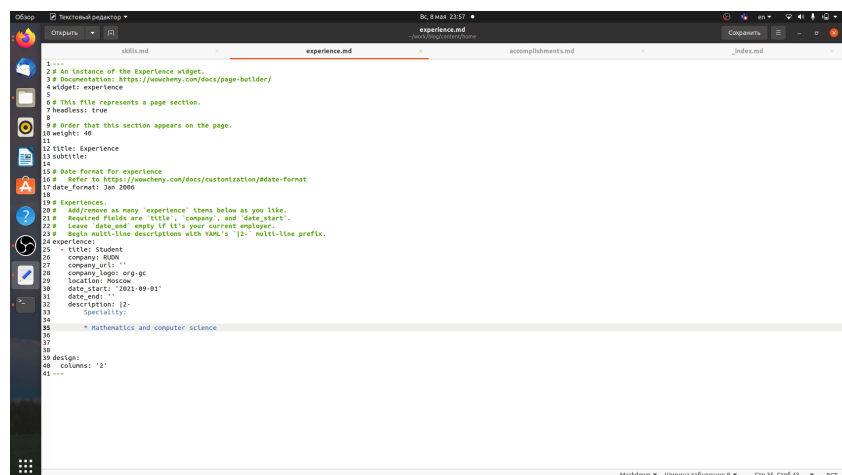 Обзор
Текстовый редактор
Вс, 8 мая 23:57
en
Открыть
experience.md
~/work/blog/content/home
Сохранить
skills.md
experience.md
accomplishments.md
_index.md
1 ---
2 # An instance of the Experience widget.
3 # Documentation: https://wowchemy.com/docs/page-builder/
4 widget: experience
5
6 # This file represents a page section.
7 headless: true
8
9 # Order that this section appears on the page.
10 weight: 40
11
12 title: Experience
13 subtitle:
14
15 # Date format for experience
16 #   Refer to https://wowchemy.com/docs/customization/#date-format
17 date_format: Jan 2006
18
19 # Experiences.
20 #   Add/remove as many `experience` items below as you like.
21 #   Required fields are `title`, `company`, and `date_start`.
22 #   Leave `date_end` empty if it's your current employer.
23 #   Begin multi-line descriptions with YAML's `|2-` multi-line prefix.
24 experience:
25   - title: Student
26     company: RUDN
27     company_url: ''
28     company_logo: org-gc
29     location: Moscow
30     date_start: '2021-09-01'
31     date_end: ''
32     description: |2-
33         Speciality:
34
35         * Mathematics and computer science
36
37
38
39 design:
40   columns: '2'
41 ---